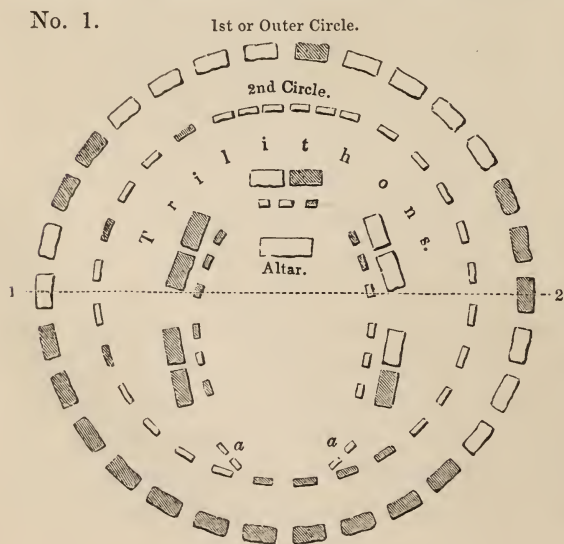 No. 1.
1st or Outer Circle.
2nd Circle.
Trilithons.
Altar.
1
2
a
a